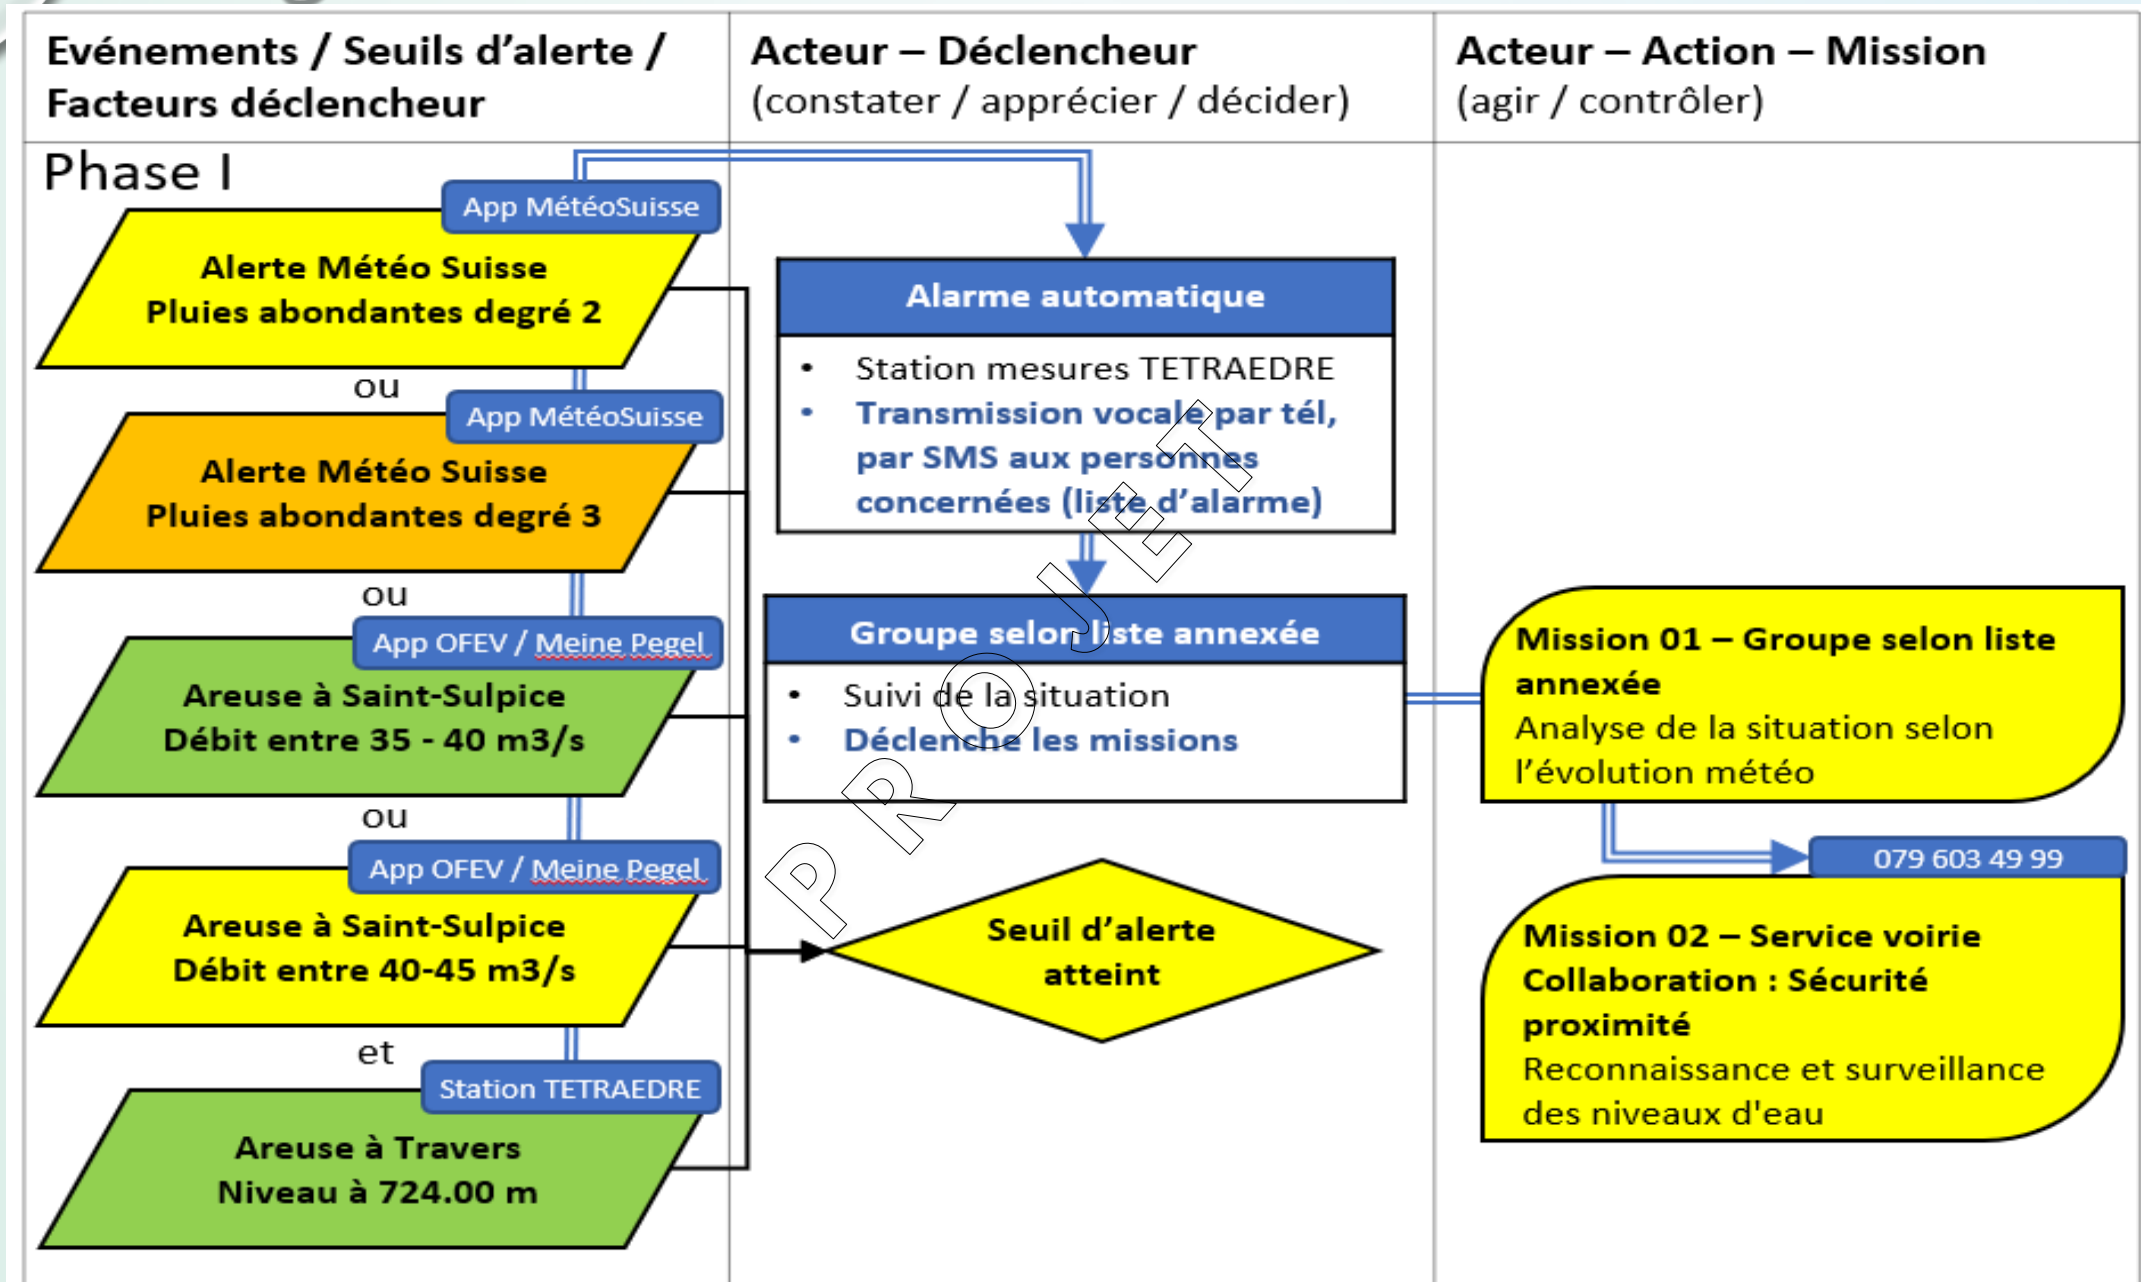 Evénements / Seuils d’alerte /
Facteurs déclencheur
Acteur – Déclencheur
(constater / apprécier / décider)
Acteur – Action – Mission
(agir / contrôler)
Phase I
App MétéoSuisse
Alerte Météo Suisse
Pluies abondantes degré 2
ou
App MétéoSuisse
Alerte Météo Suisse
Pluies abondantes degré 3
ou
App OFEV / Meine Pegel
Areuse à Saint-Sulpice
Débit entre 35 - 40 m3/s
ou
App OFEV / Meine Pegel
Areuse à Saint-Sulpice
Débit entre 40-45 m3/s
et
Station TETRAEDRE
Areuse à Travers
Niveau à 724.00 m
Alarme automatique
• Station mesures TETRAEDRE
• Transmission vocale par tél,
par SMS aux personnes
concernées (liste d’alarme)
Groupe selon liste annexée
• Suivi de la situation
• Déclenche les missions
Seuil d’alerte
atteint
PROJET
Mission 01 – Groupe selon liste
annexée
Analyse de la situation selon
l’évolution météo
079 603 49 99
Mission 02 – Service voirie
Collaboration : Sécurité
proximité
Reconnaissance et surveillance
des niveaux d'eau